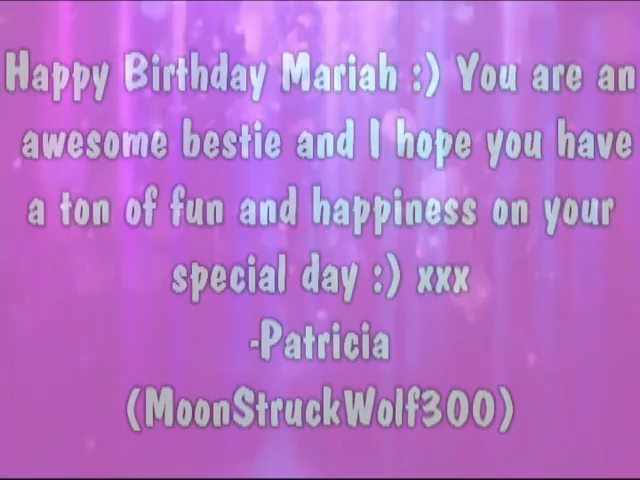 Happy Birthday Mariah :) You are an
awesome bestie and I hope you have
a ton of fun and happiness on your
special day :) xxx
-Patricia
(MoonStruckWolf300)